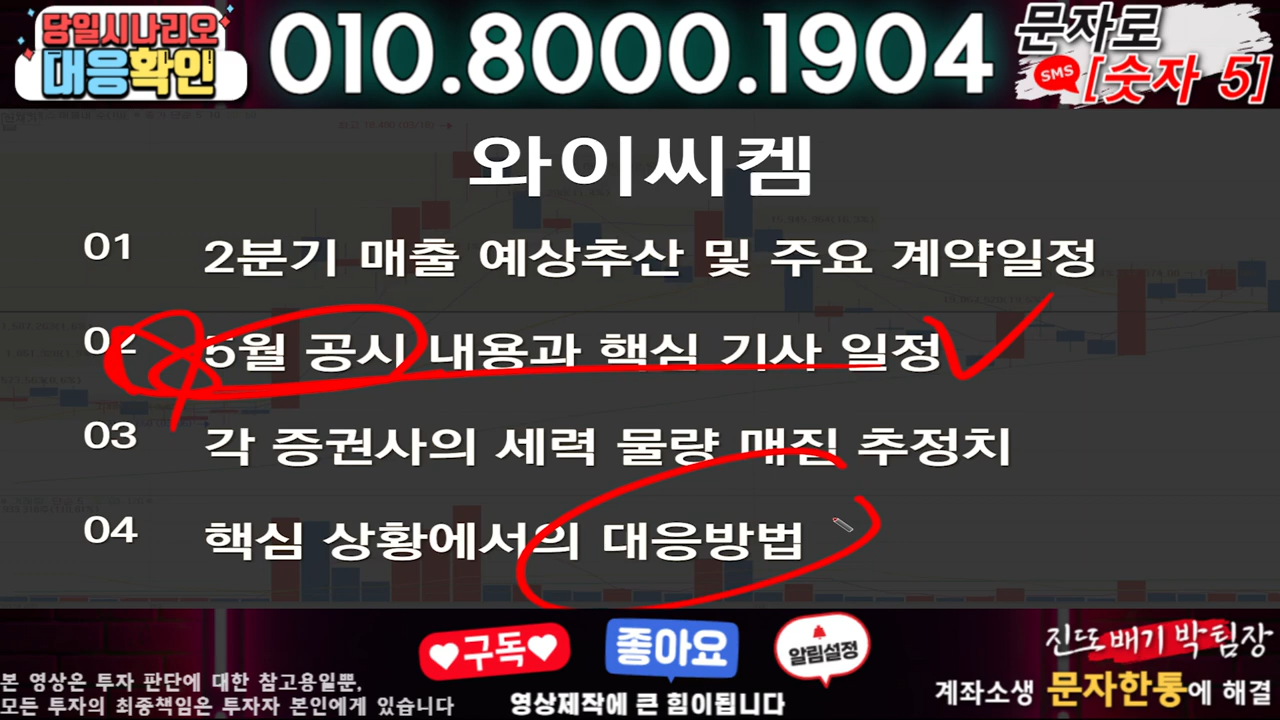 당일시나리오
대응확인
010.8000.1904
문자로
SMS
[숫자 5]
와이씨켐
01 2분기 매출 예상추산 및 주요 계약일정
02 5월 공시 내용과 핵심 기사 일정
03 각 증권사의 세력 물량 매집 추정치
04 핵심 상황에서의 대응방법
구독
좋아요
알림설정
영상제작에 큰 힘이됩니다
본 영상은 투자 판단에 대한 참고용일뿐,
모든 투자의 최종책임은 투자자 본인에게 있습니다
진또배기 박팀장
계좌소생 문자한통에 해결